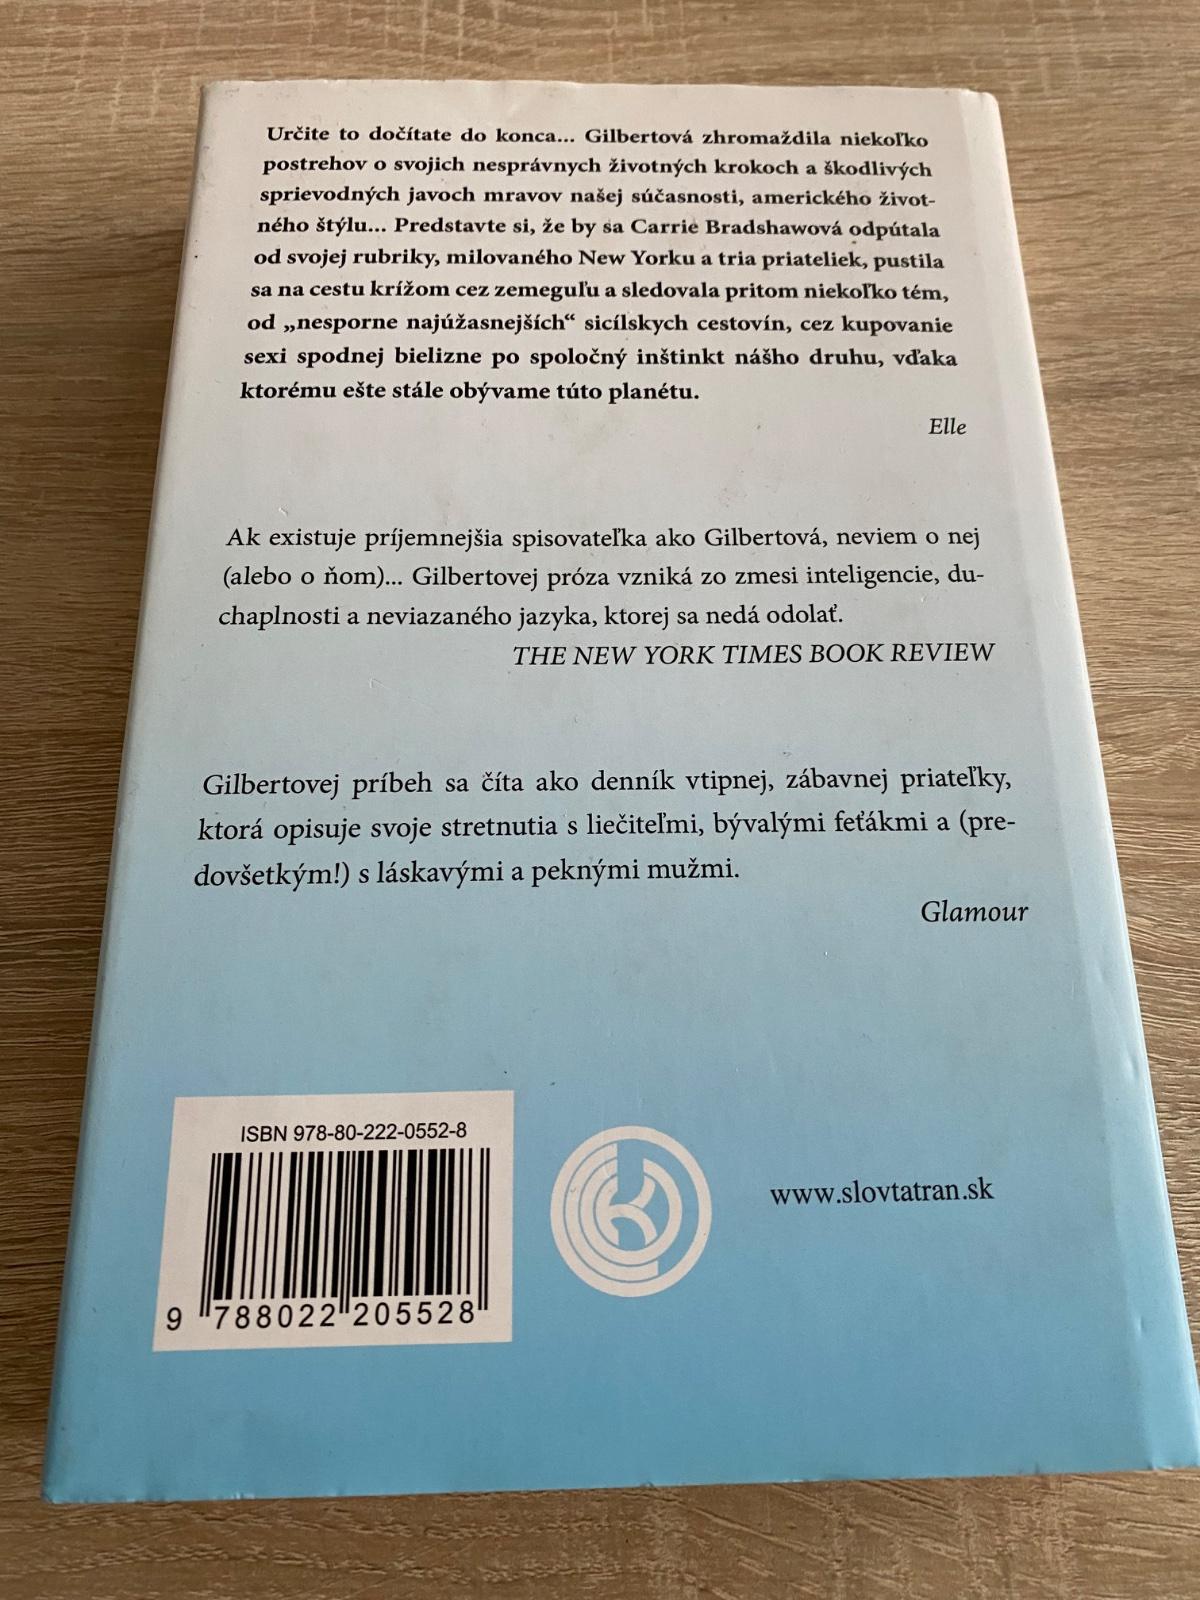 Určite to dočítate do konca... Gilbertová zhromaždila niekoľko
postrehov o svojich nesprávnych životných krokoch a škodlivých
sprievodných javoch mravov našej súčasnosti, amerického život-
ného štýlu... Predstavte si, že by sa Carrie Bradshawová odpútala
od svojej rubriky, milovaného New Yorku a tria priateliek, pustila
sa na cestu krížom cez zemeguľu a sledovala pritom niekoľko tém,
od „nesporne najúžasnejších“ sicílskych cestovín, cez kupovanie
sexi spodnej bielizne po spoločný inštinkt nášho druhu, vďaka
ktorému ešte stále obývame túto planétu.
Elle
Ak existuje príjemnejšia spisovateľka ako Gilbertová, neviem o nej
(alebo o ňom)... Gilbertovej próza vzniká zo zmesi inteligencie, du-
chaplnosti a neviazaného jazyka, ktorej sa nedá odolať.
THE NEW YORK TIMES BOOK REVIEW
Gilbertovej príbeh sa číta ako denník vtipnej, zábavnej priateľky,
ktorá opisuje svoje stretnutia s liečiteľmi, bývalými feťákmi a (pre-
dovšetkým!) s láskavými a peknými mužmi.
Glamour
ISBN 978-80-222-0552-8
9 788022 205528
www.slovtatran.sk